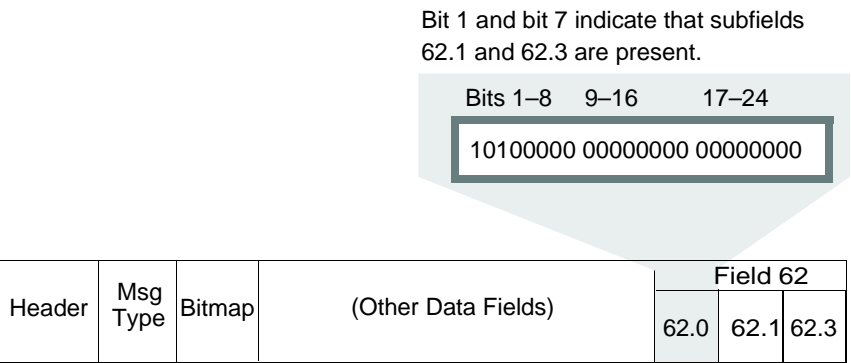 Bit 1 and bit 7 indicate that subfields
62.1 and 62.3 are present.
Bits 1–8 9–16 17–24
10100000 00000000 00000000
Header
Msg
Type
Bitmap
(Other Data Fields)
Field 62
62.0 62.1 62.3